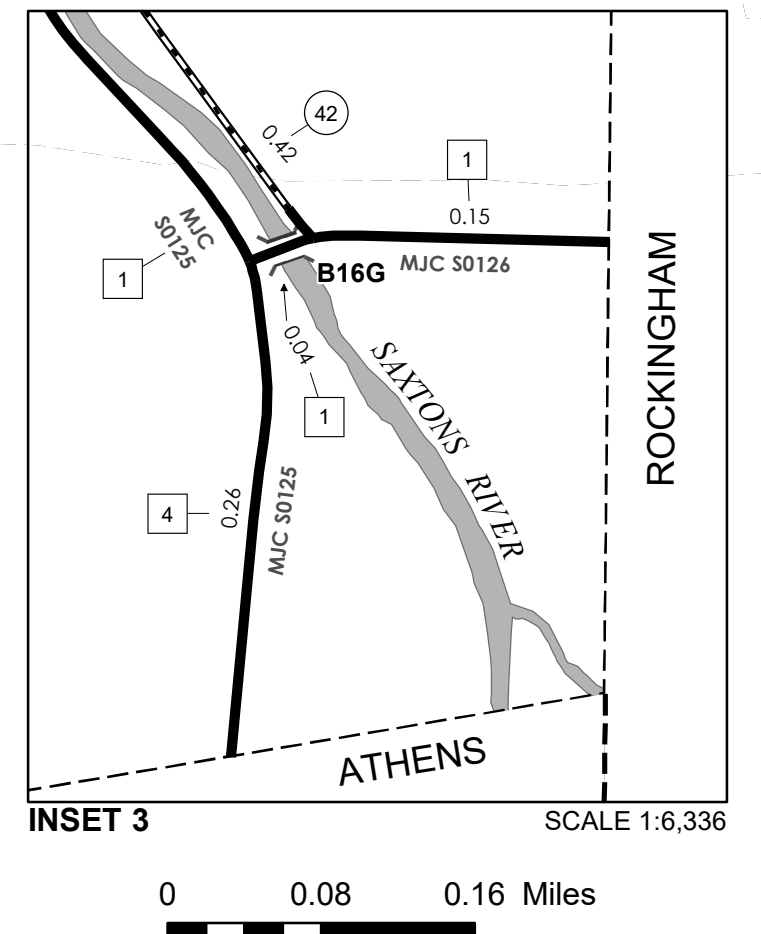 42
0.42
1
0.15
MJC
S0125
MJC S0126
1
B16G
0.04
1
SAXTONS RIVER
ROCKINGHAM
4
0.26
MJC S0125
ATHENS
INSET 3
SCALE 1:6,336
0 0.08 0.16 Miles